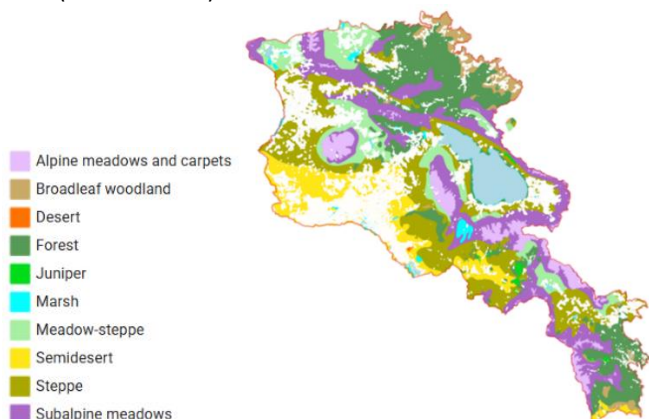 Alpine meadows and carpets
Broadleaf woodland
Desert
Forest
Juniper
Marsh
Meadow-steppe
Semidesert
Steppe
Subalpine meadows